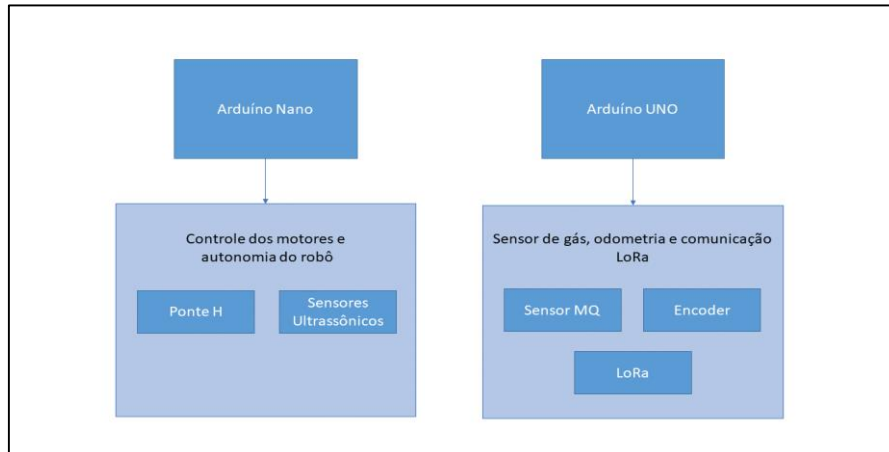 Arduíno Nano
Arduíno UNO
Controle dos motores e
autonomia do robô
Ponte H
Sensores
Ultrassônicos
Sensor de gás, odometria e comunicação
LoRa
Sensor MQ
Encoder
LoRa